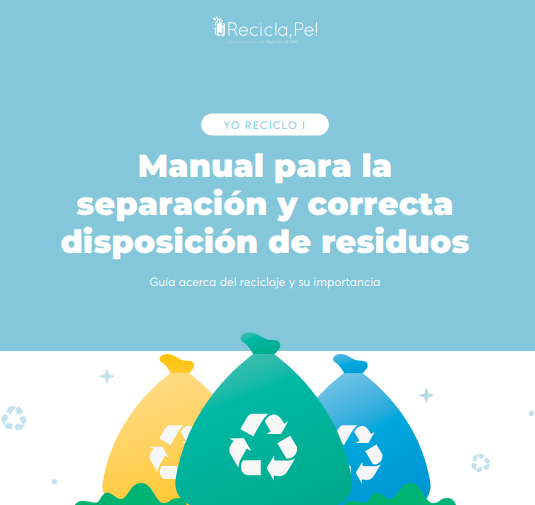 Recicla,Pe!
YO RECICLO I
Manual para la
separación y correcta
disposición de residuos
Guía acerca del reciclaje y su importancia